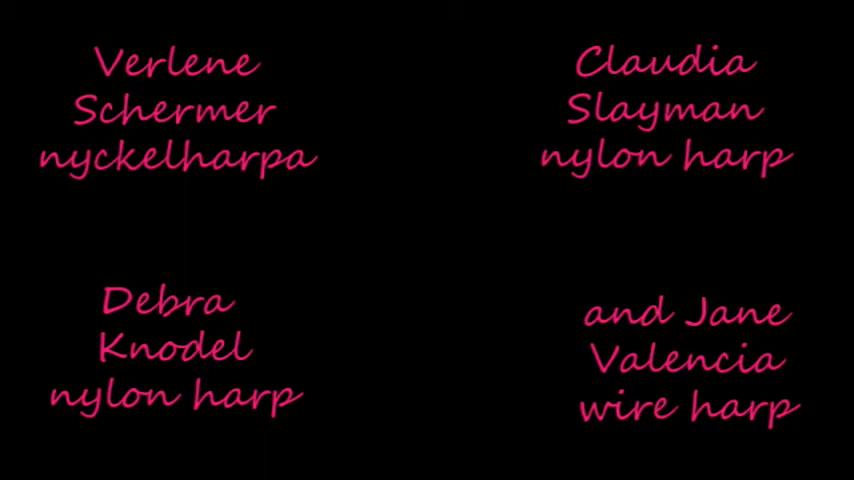 Verlene
Schermer
nyckelharpa
Claudia
Slayman
nylon harp
Debra
Knodel
nylon harp
and Jane
Valencia
wire harp